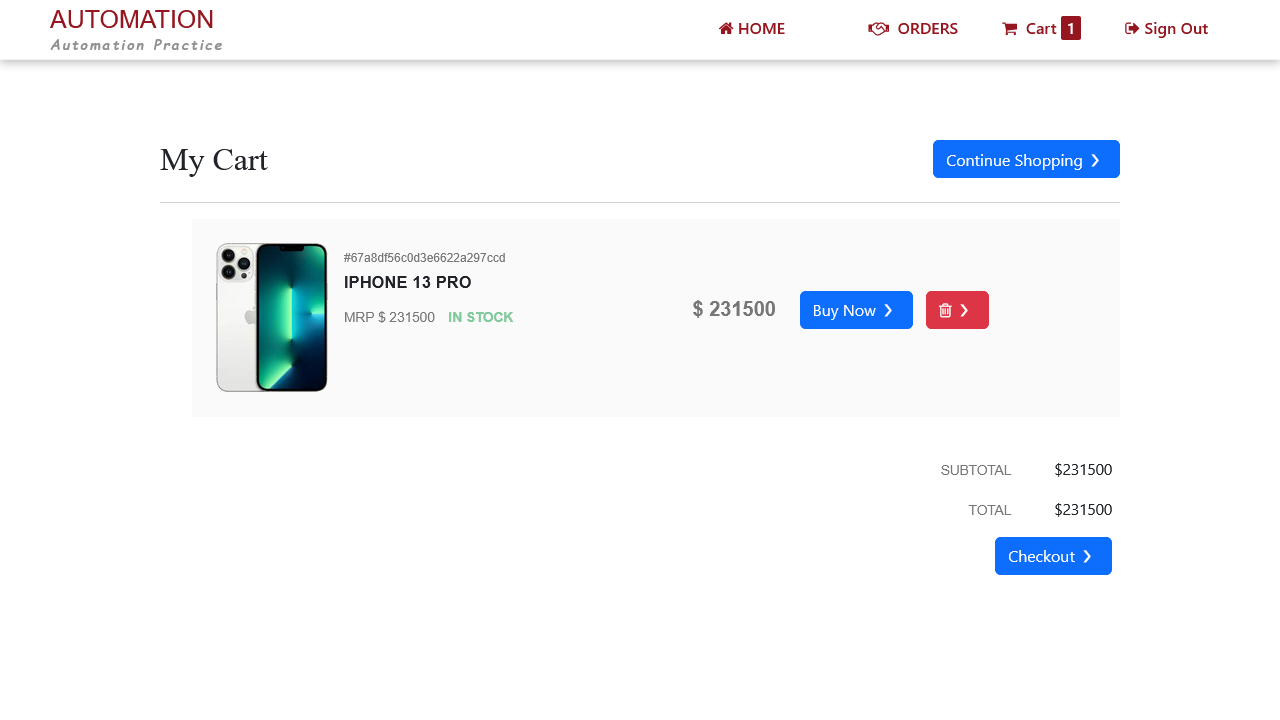 AUTOMATION
Automation Practice
HOME
ORDERS
Cart 1
Sign Out
My Cart
Continue Shopping ❯
#67a8df56c0d3e6622a297ccd
IPHONE 13 PRO
MRP $ 231500 IN STOCK
$ 231500
Buy Now ❯
❯
SUBTOTAL $231500
TOTAL $231500
Checkout ❯